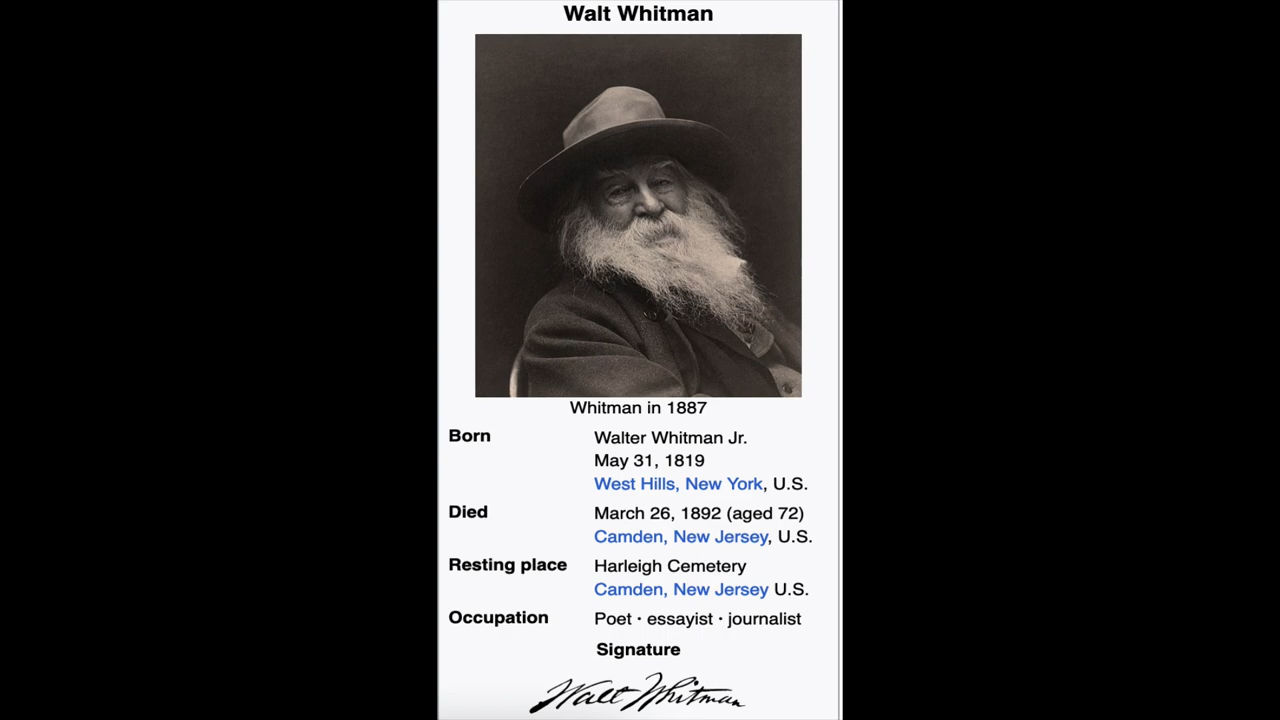 Walt Whitman
Whitman in 1887
Born
Walter Whitman Jr.
May 31, 1819
West Hills, New York, U.S.
Died
March 26, 1892 (aged 72)
Camden, New Jersey, U.S.
Resting place
Harleigh Cemetery
Camden, New Jersey U.S.
Occupation
Poet · essayist · journalist
Signature
Walt Whitman